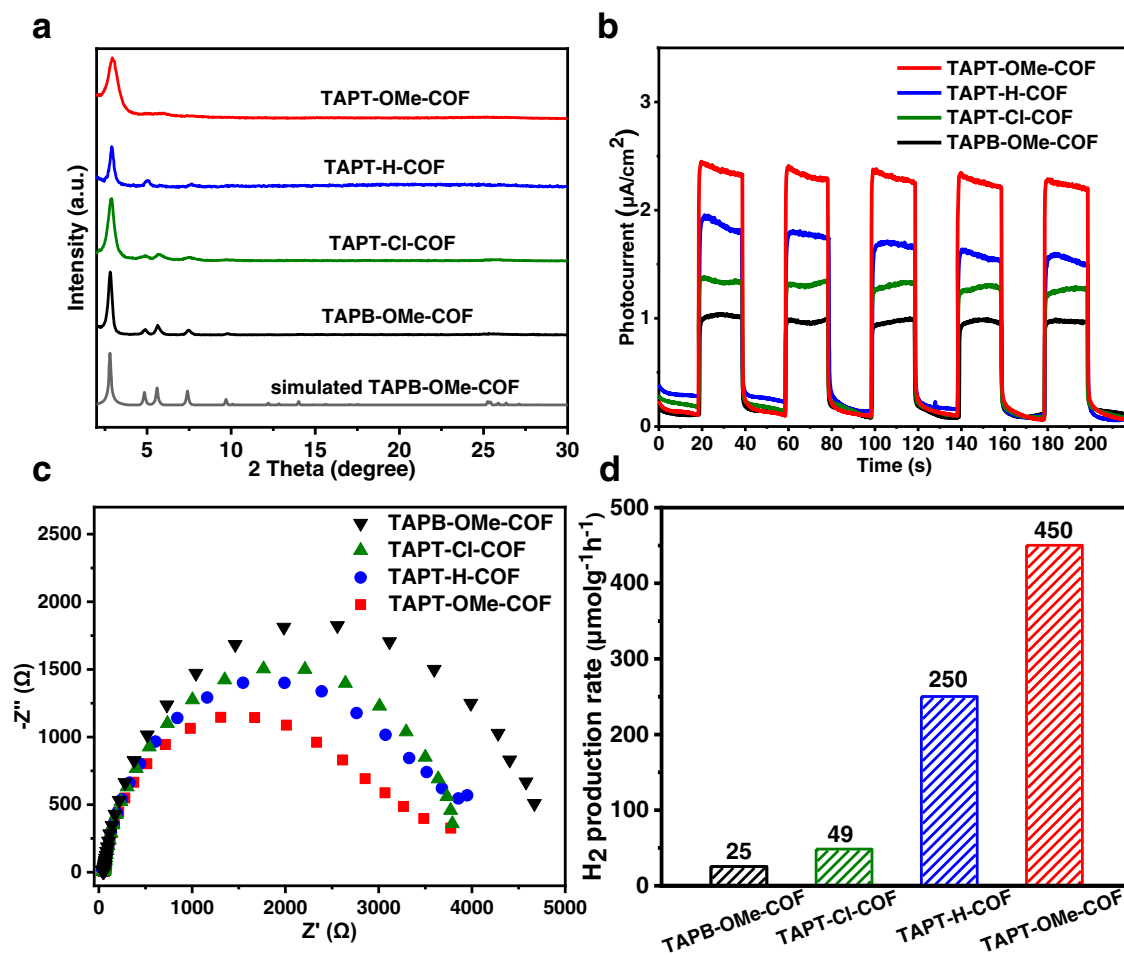 a
TAPT-OMe-COF
TAPT-H-COF
TAPT-Cl-COF
TAPB-OMe-COF
simulated TAPB-OMe-COF
Intensity (a.u.)
5 10 15 20 25 30
2 Theta (degree)
b
TAPT-OMe-COF
TAPT-H-COF
TAPT-Cl-COF
TAPB-OMe-COF
Photocurrent (μA/cm²)
3
2
1
0
0 20 40 60 80 100 120 140 160 180 200
Time (s)
c
TAPB-OMe-COF
TAPT-Cl-COF
TAPT-H-COF
TAPT-OMe-COF
-Z'' (Ω)
2500
2000
1500
1000
500
0
0 1000 2000 3000 4000 5000
Z' (Ω)
d
H₂ production rate (μmolg⁻¹h⁻¹)
500
450
300
200
100
0
25
49
250
450
TAPB-OMe-COF
TAPT-Cl-COF
TAPT-H-COF
TAPT-OMe-COF